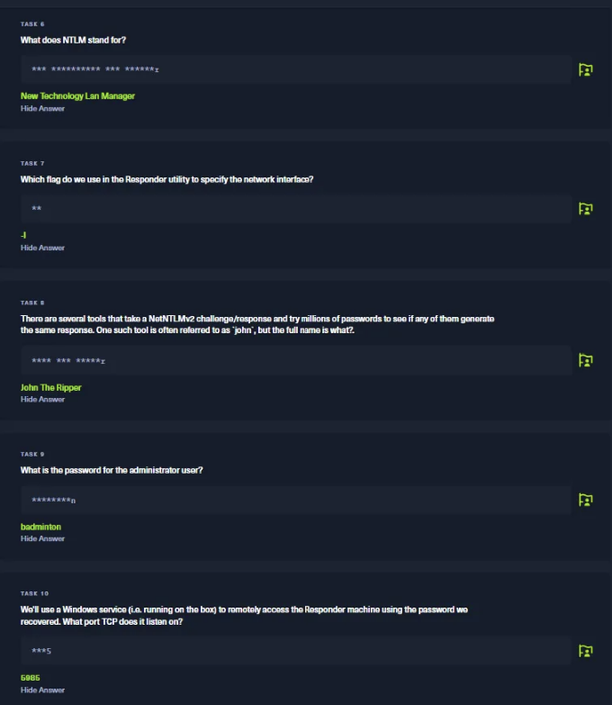 TASK 6
What does NTLM stand for?
*** ********** *** ******r
New Technology Lan Manager
Hide Answer
TASK 7
Which flag do we use in the Responder utility to specify the network interface?
**
-I
Hide Answer
TASK 8
There are several tools that take a NetNTLMv2 challenge/response and try millions of passwords to see if any of them generate
the same response. One such tool is often referred to as `john`, but the full name is what?.
**** *** *****r
John The Ripper
Hide Answer
TASK 9
What is the password for the administrator user?
********n
badminton
Hide Answer
TASK 10
We'll use a Windows service (i.e. running on the box) to remotely access the Responder machine using the password we
recovered. What port TCP does it listen on?
***5
5985
Hide Answer